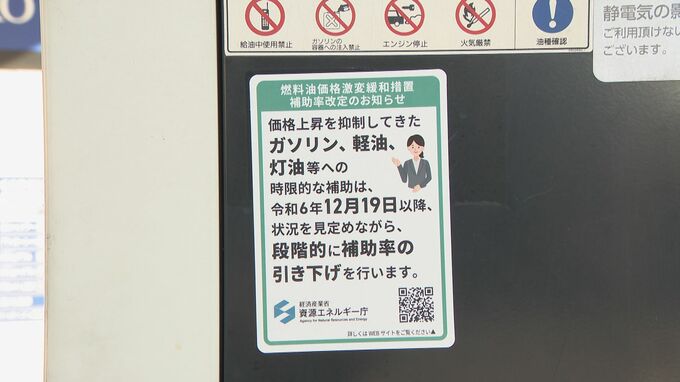 給油中使用禁止
ガソリンの
容器への注入禁止
エンジン停止
火気厳禁
油種確認
静電気の影
ご利用頂けない
ございます。
燃料油価格激変緩和措置
補助率改定のお知らせ
価格上昇を抑制してきた
ガソリン、軽油、
灯油等への
時限的な補助は、
令和6年12月19日以降、
状況を見定めながら、
段階的に補助率の
引き下げを行います。
経済産業省
資源エネルギー庁
Agency for Natural Resources and Energy
詳しくはWEBサイトをご覧ください▲